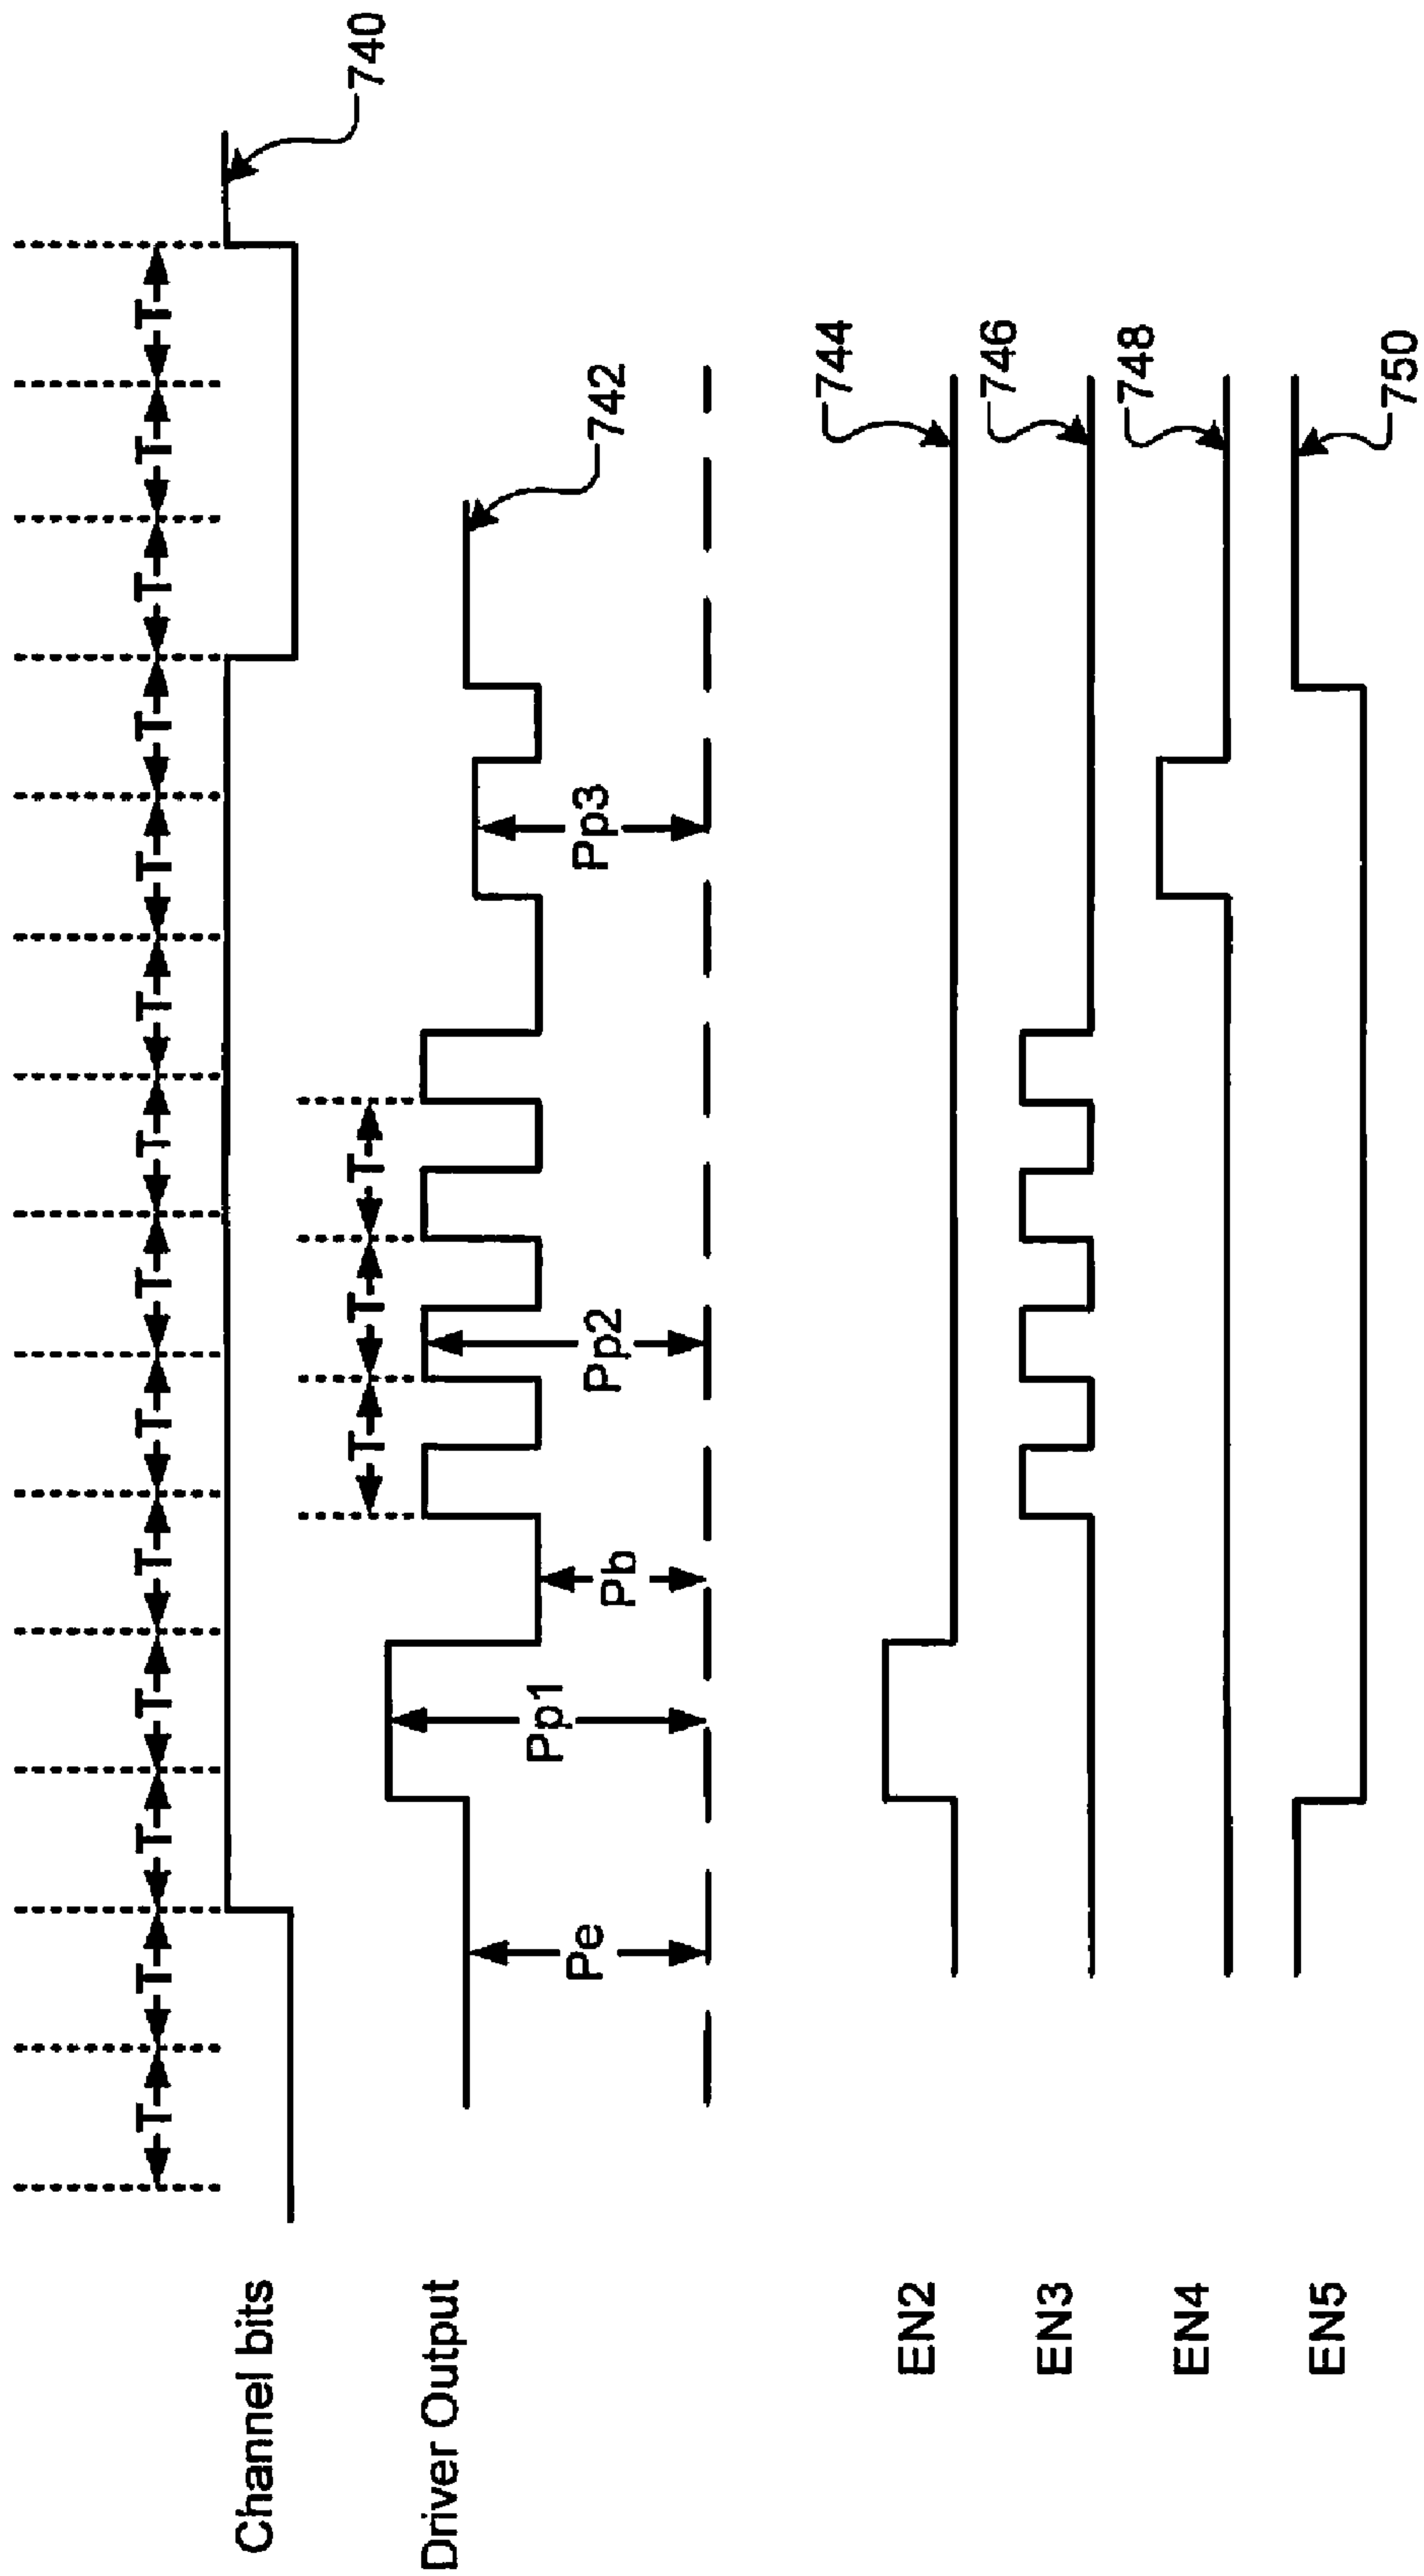 T T T T T T T T T T T T T T
Channel bits
740
T T T
Driver Output
742
Pe Pp1 Pb Pp2 Pp3
EN2
744
EN3
746
EN4
748
EN5
750